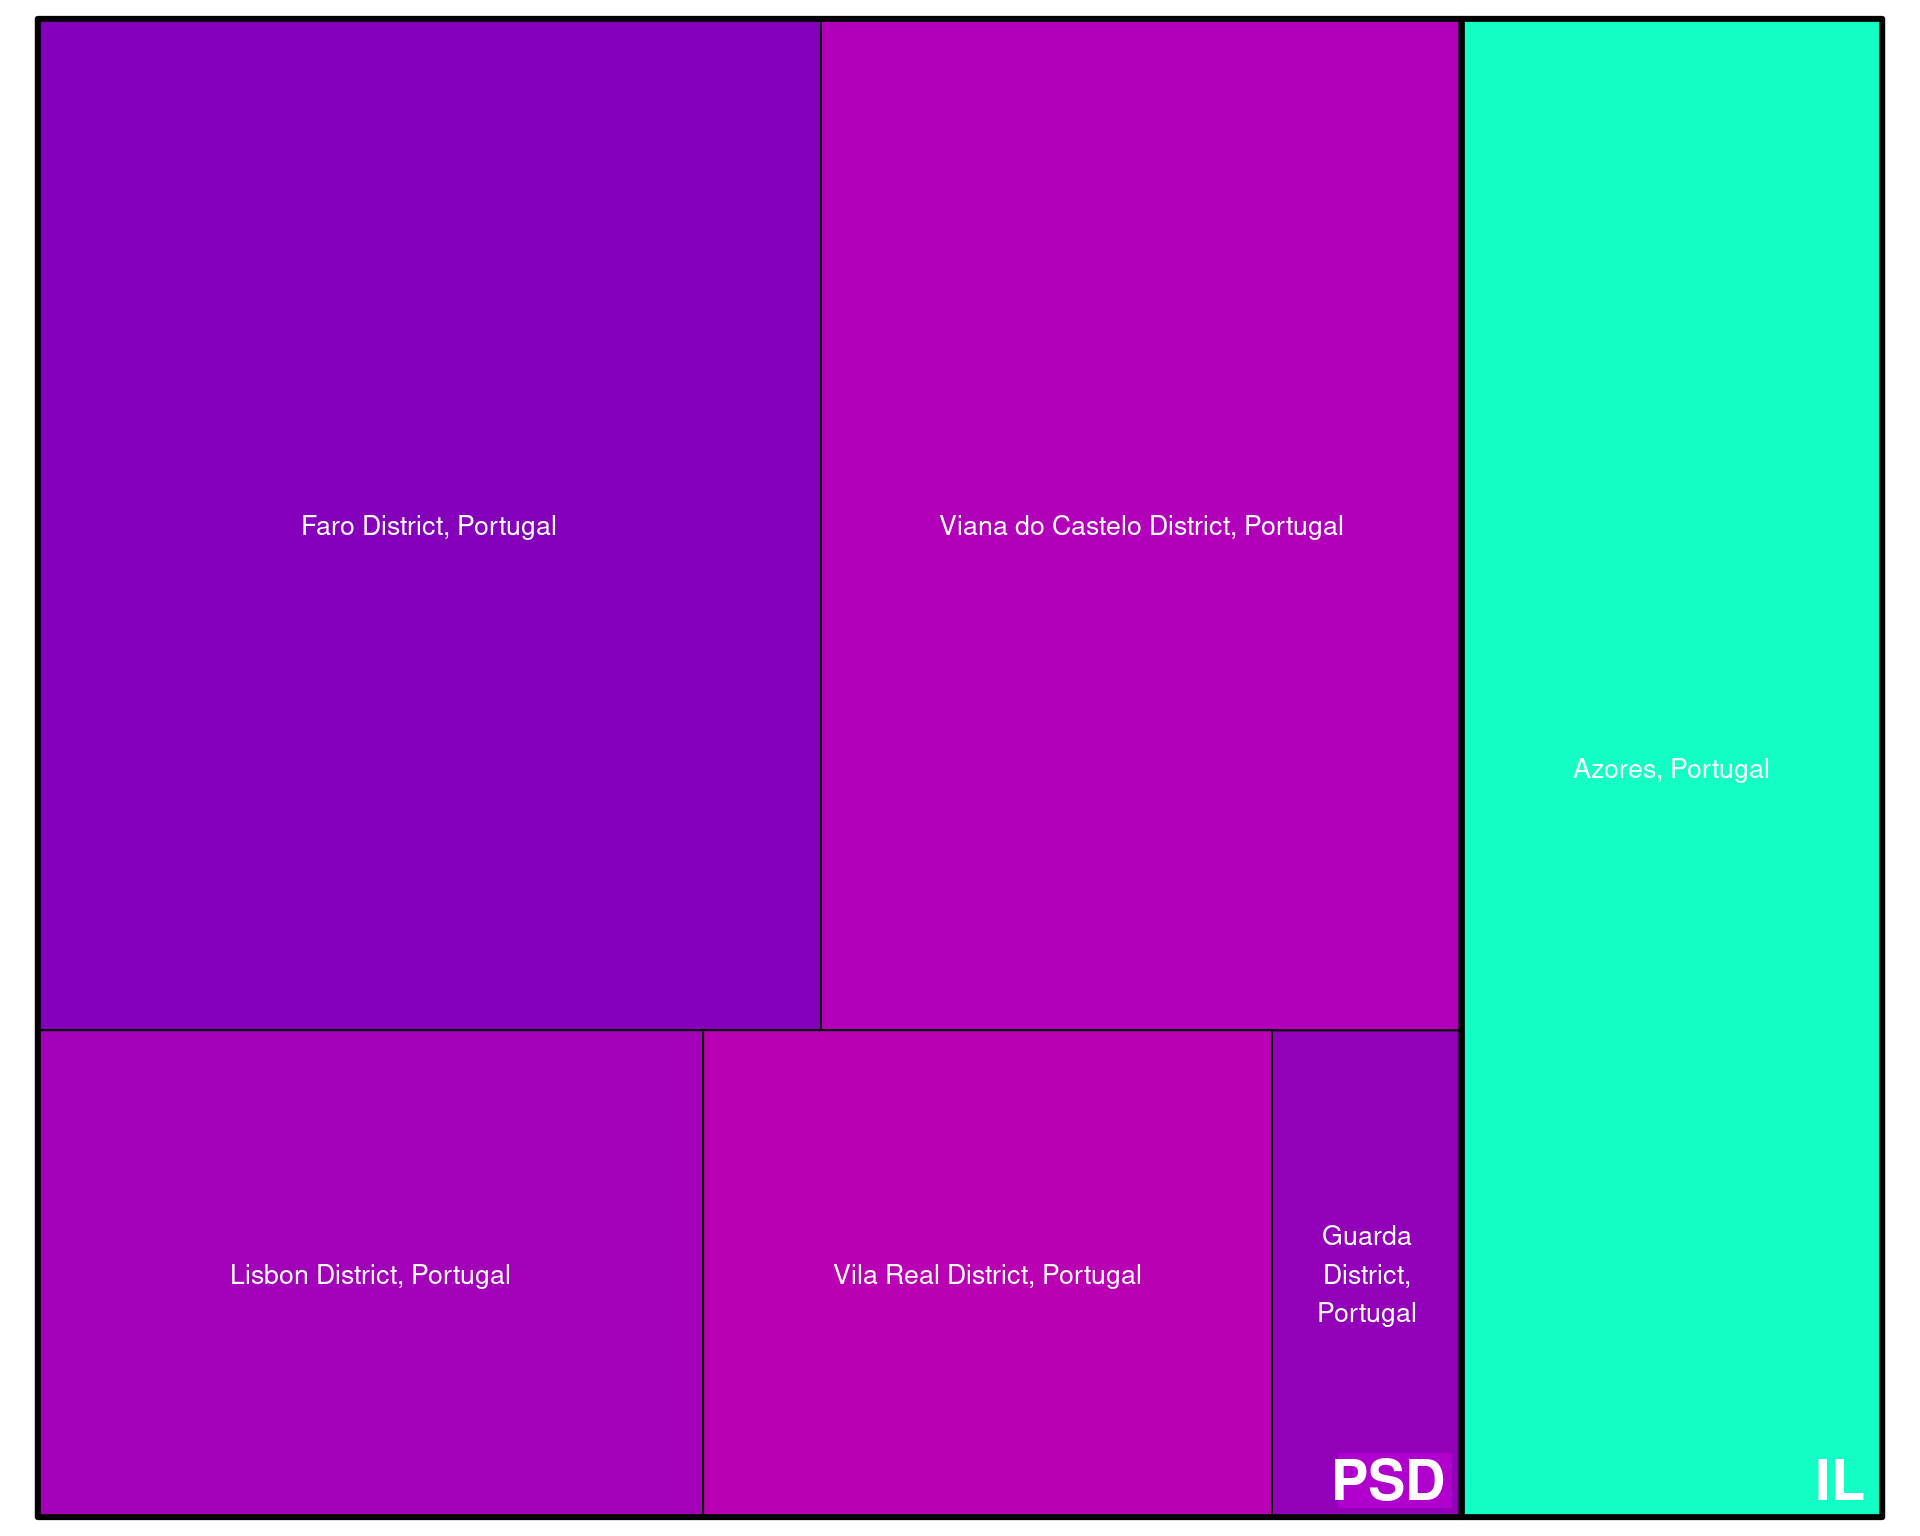 Faro District, Portugal
Viana do Castelo District, Portugal
Azores, Portugal
Lisbon District, Portugal
Vila Real District, Portugal
Guarda
District,
Portugal
PSD
IL